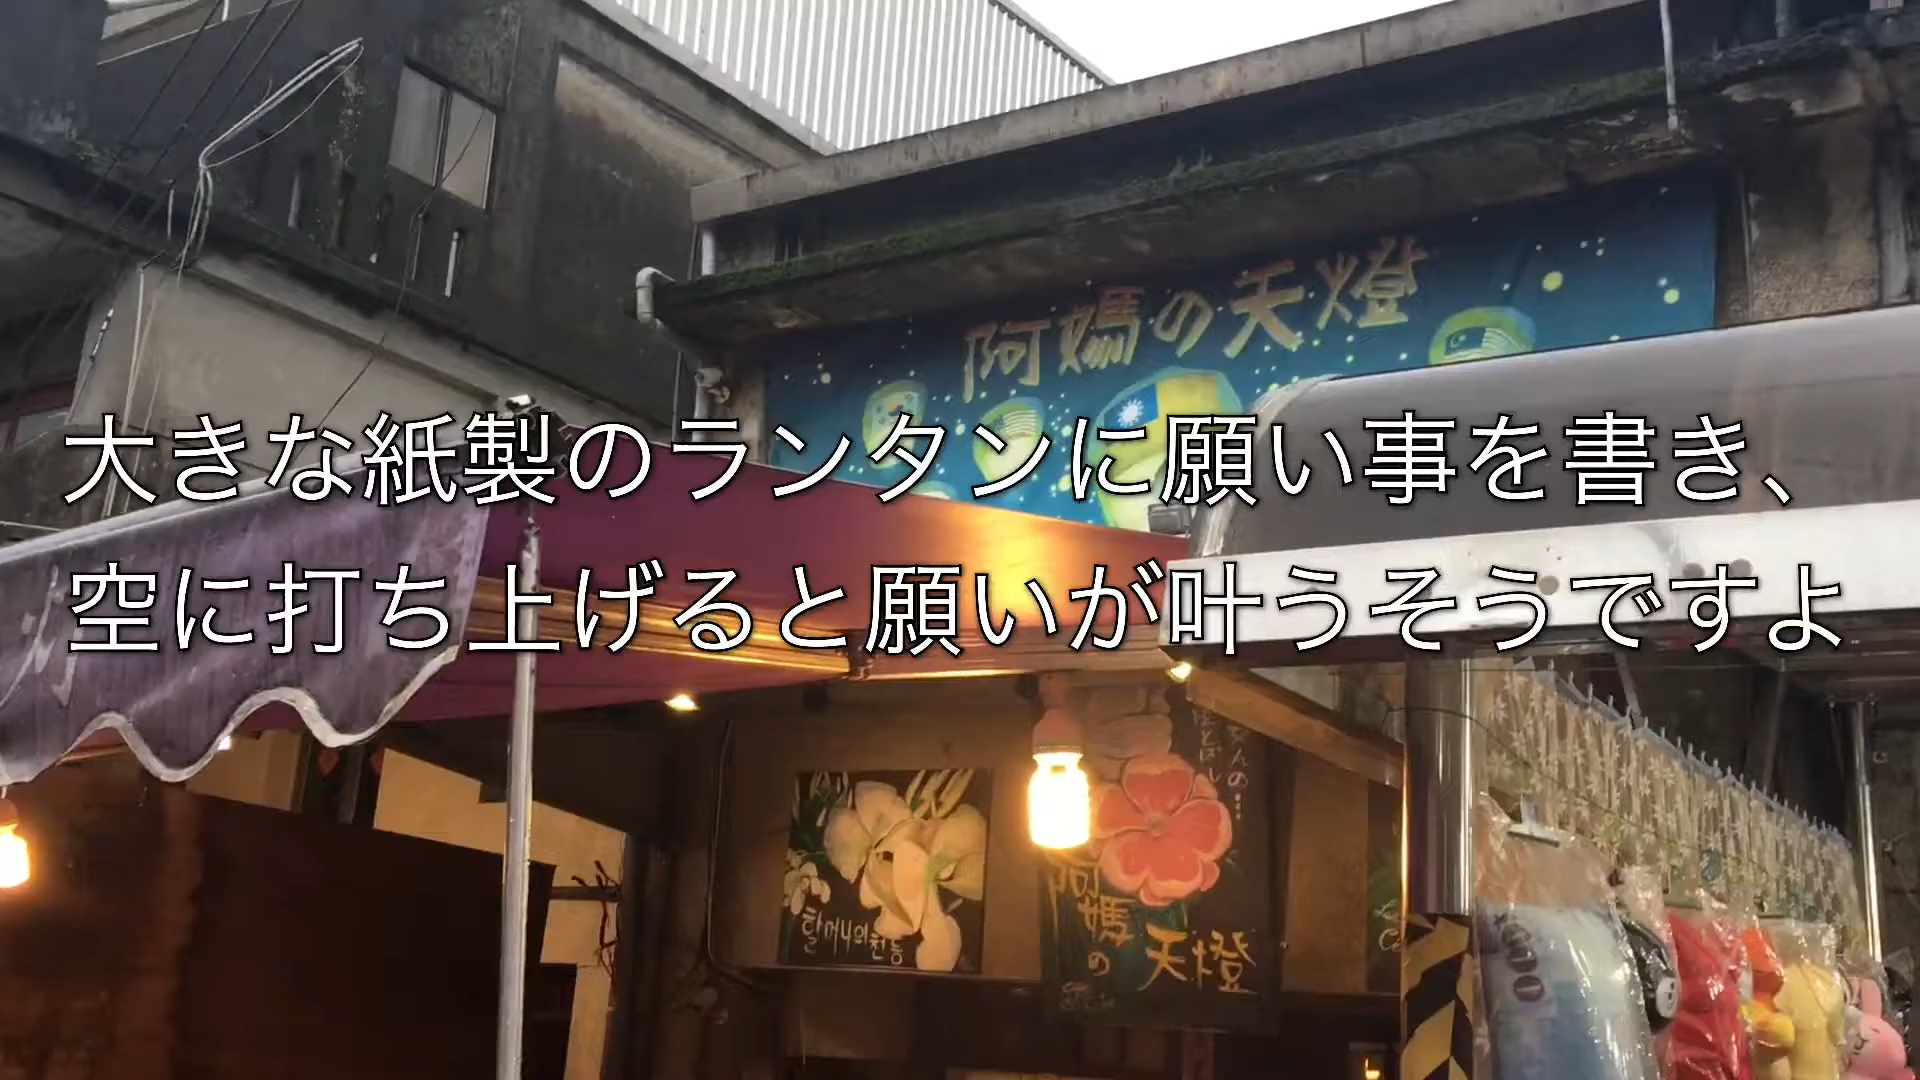 阿媽の天燈
大きな紙製のランタンに願い事を書き、
空に打ち上げると願いが叶うそうですよ
할머니의천등
阿媽の天燈